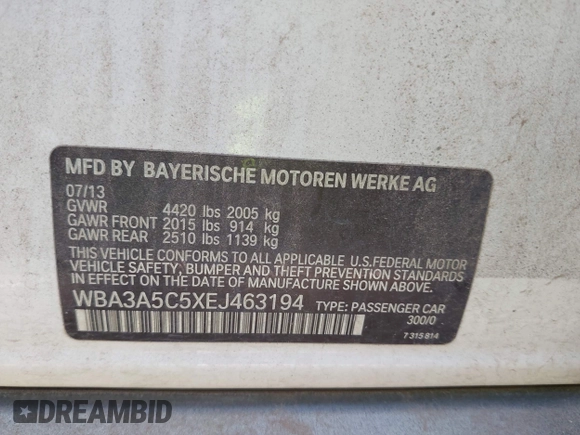 MFD BY BAYERISCHE MOTOREN WERKE AG
07/13
GVWR 4420 lbs 2005 kg
GAWR FRONT 2015 lbs 914 kg
GAWR REAR 2510 lbs 1139 kg
THIS VEHICLE CONFORMS TO ALL APPLICABLE U.S.FEDERAL MOTOR
VEHICLE SAFETY, BUMPER AND THEFT PREVENTION STANDARDS
IN EFFECT ON THE DATE OF MANUFACTURE SHOWN ABOVE.
WBA3A5C5XEJ463194 TYPE: PASSENGER CAR
300/0
7 315 814
DREAMBID